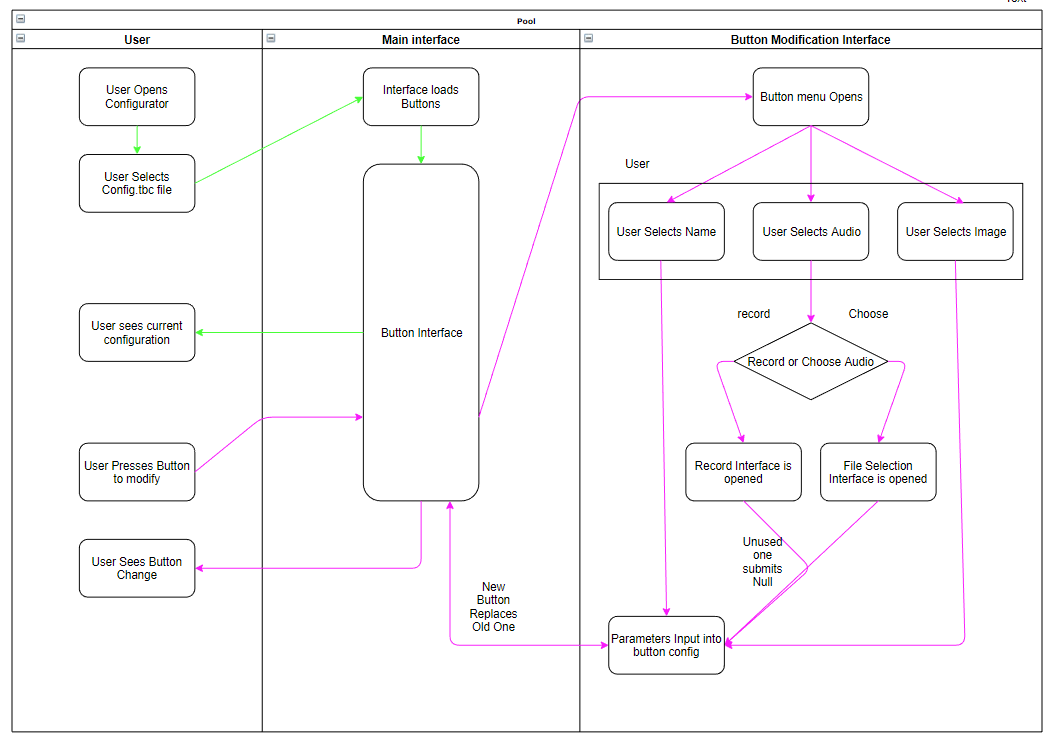 Pool
User
Main interface
Button Modification Interface
User Opens
Configurator
Interface loads
Buttons
Button menu Opens
User Selects
Config.tbc file
User
User Selects Name
User Selects Audio
User Selects Image
record
Choose
User sees current
configuration
Button Interface
Record or Choose Audio
User Presses Button
to modify
Record Interface is
opened
File Selection
Interface is opened
User Sees Button
Change
Unused
one
submits
Null
New
Button
Replaces
Old One
Parameters Input into
button config